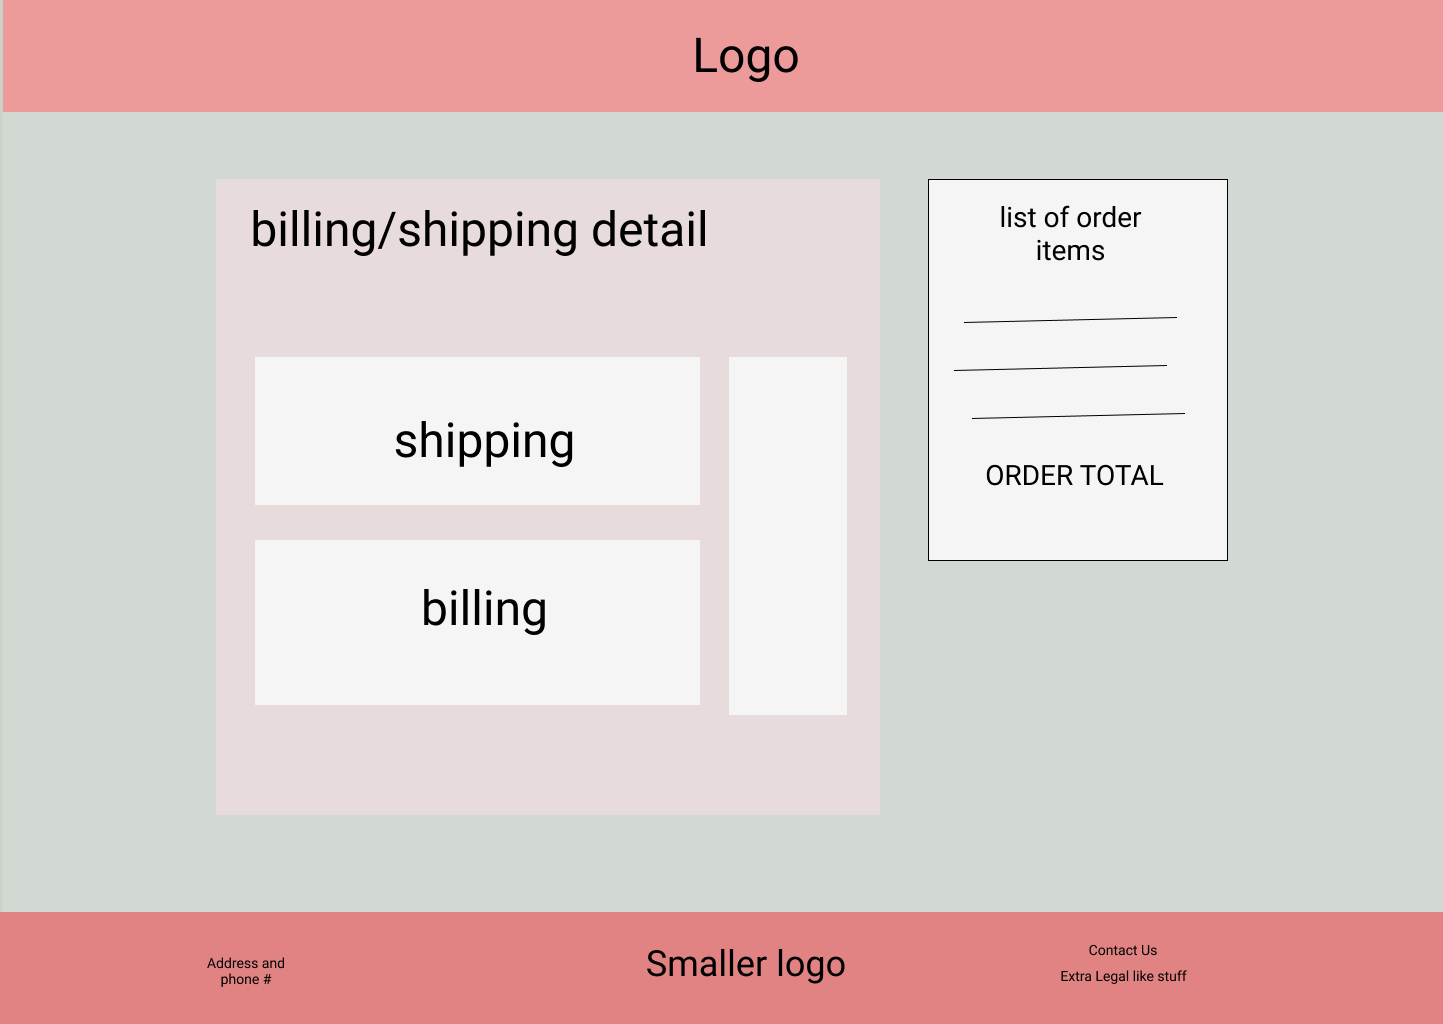 Logo
billing/shipping detail
shipping
billing
list of order
items
ORDER TOTAL
Address and
phone #
Smaller logo
Contact Us
Extra Legal like stuff